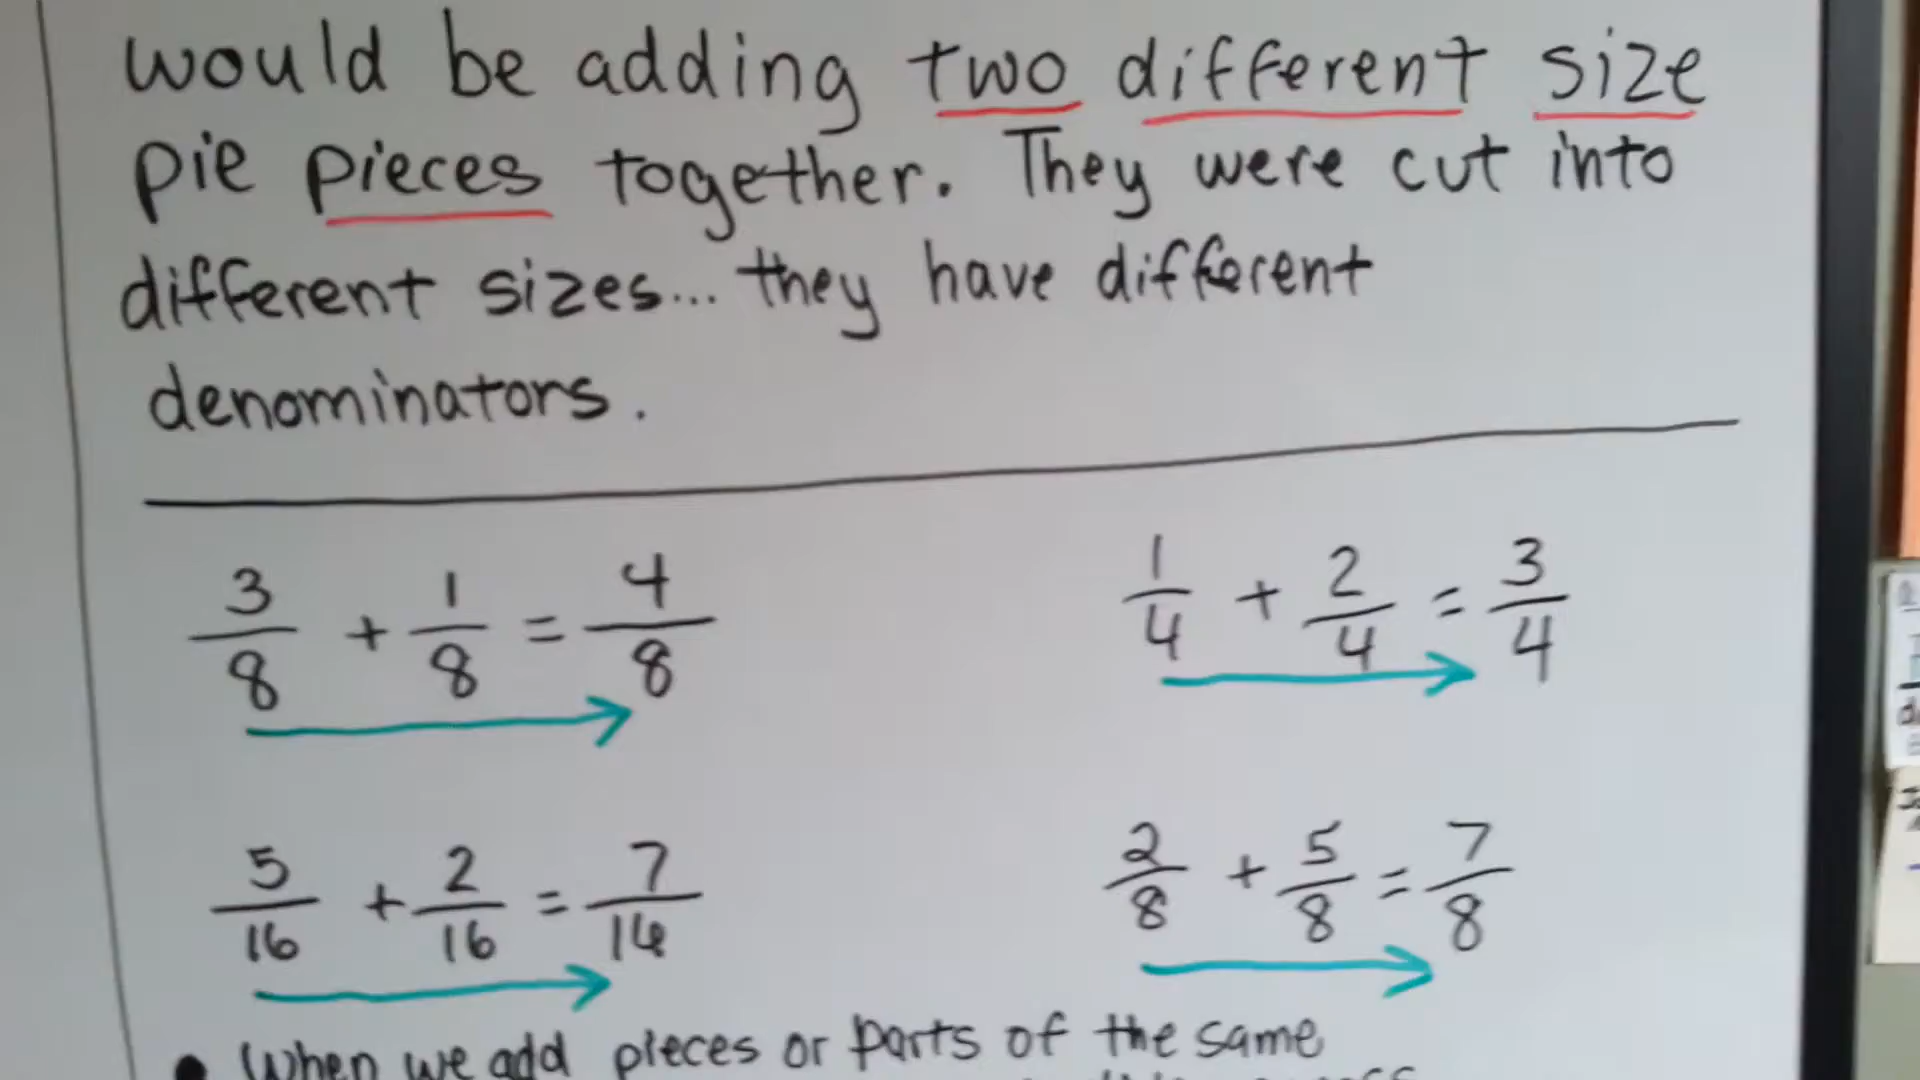 would be adding two different size
pie pieces together. They were cut into
different sizes... they have different
denominators.
3/8 + 1/8 = 4/8
1/4 + 2/4 = 3/4
5/16 + 2/16 = 7/16
2/8 + 5/8 = 7/8
• When we add pieces or parts of the same